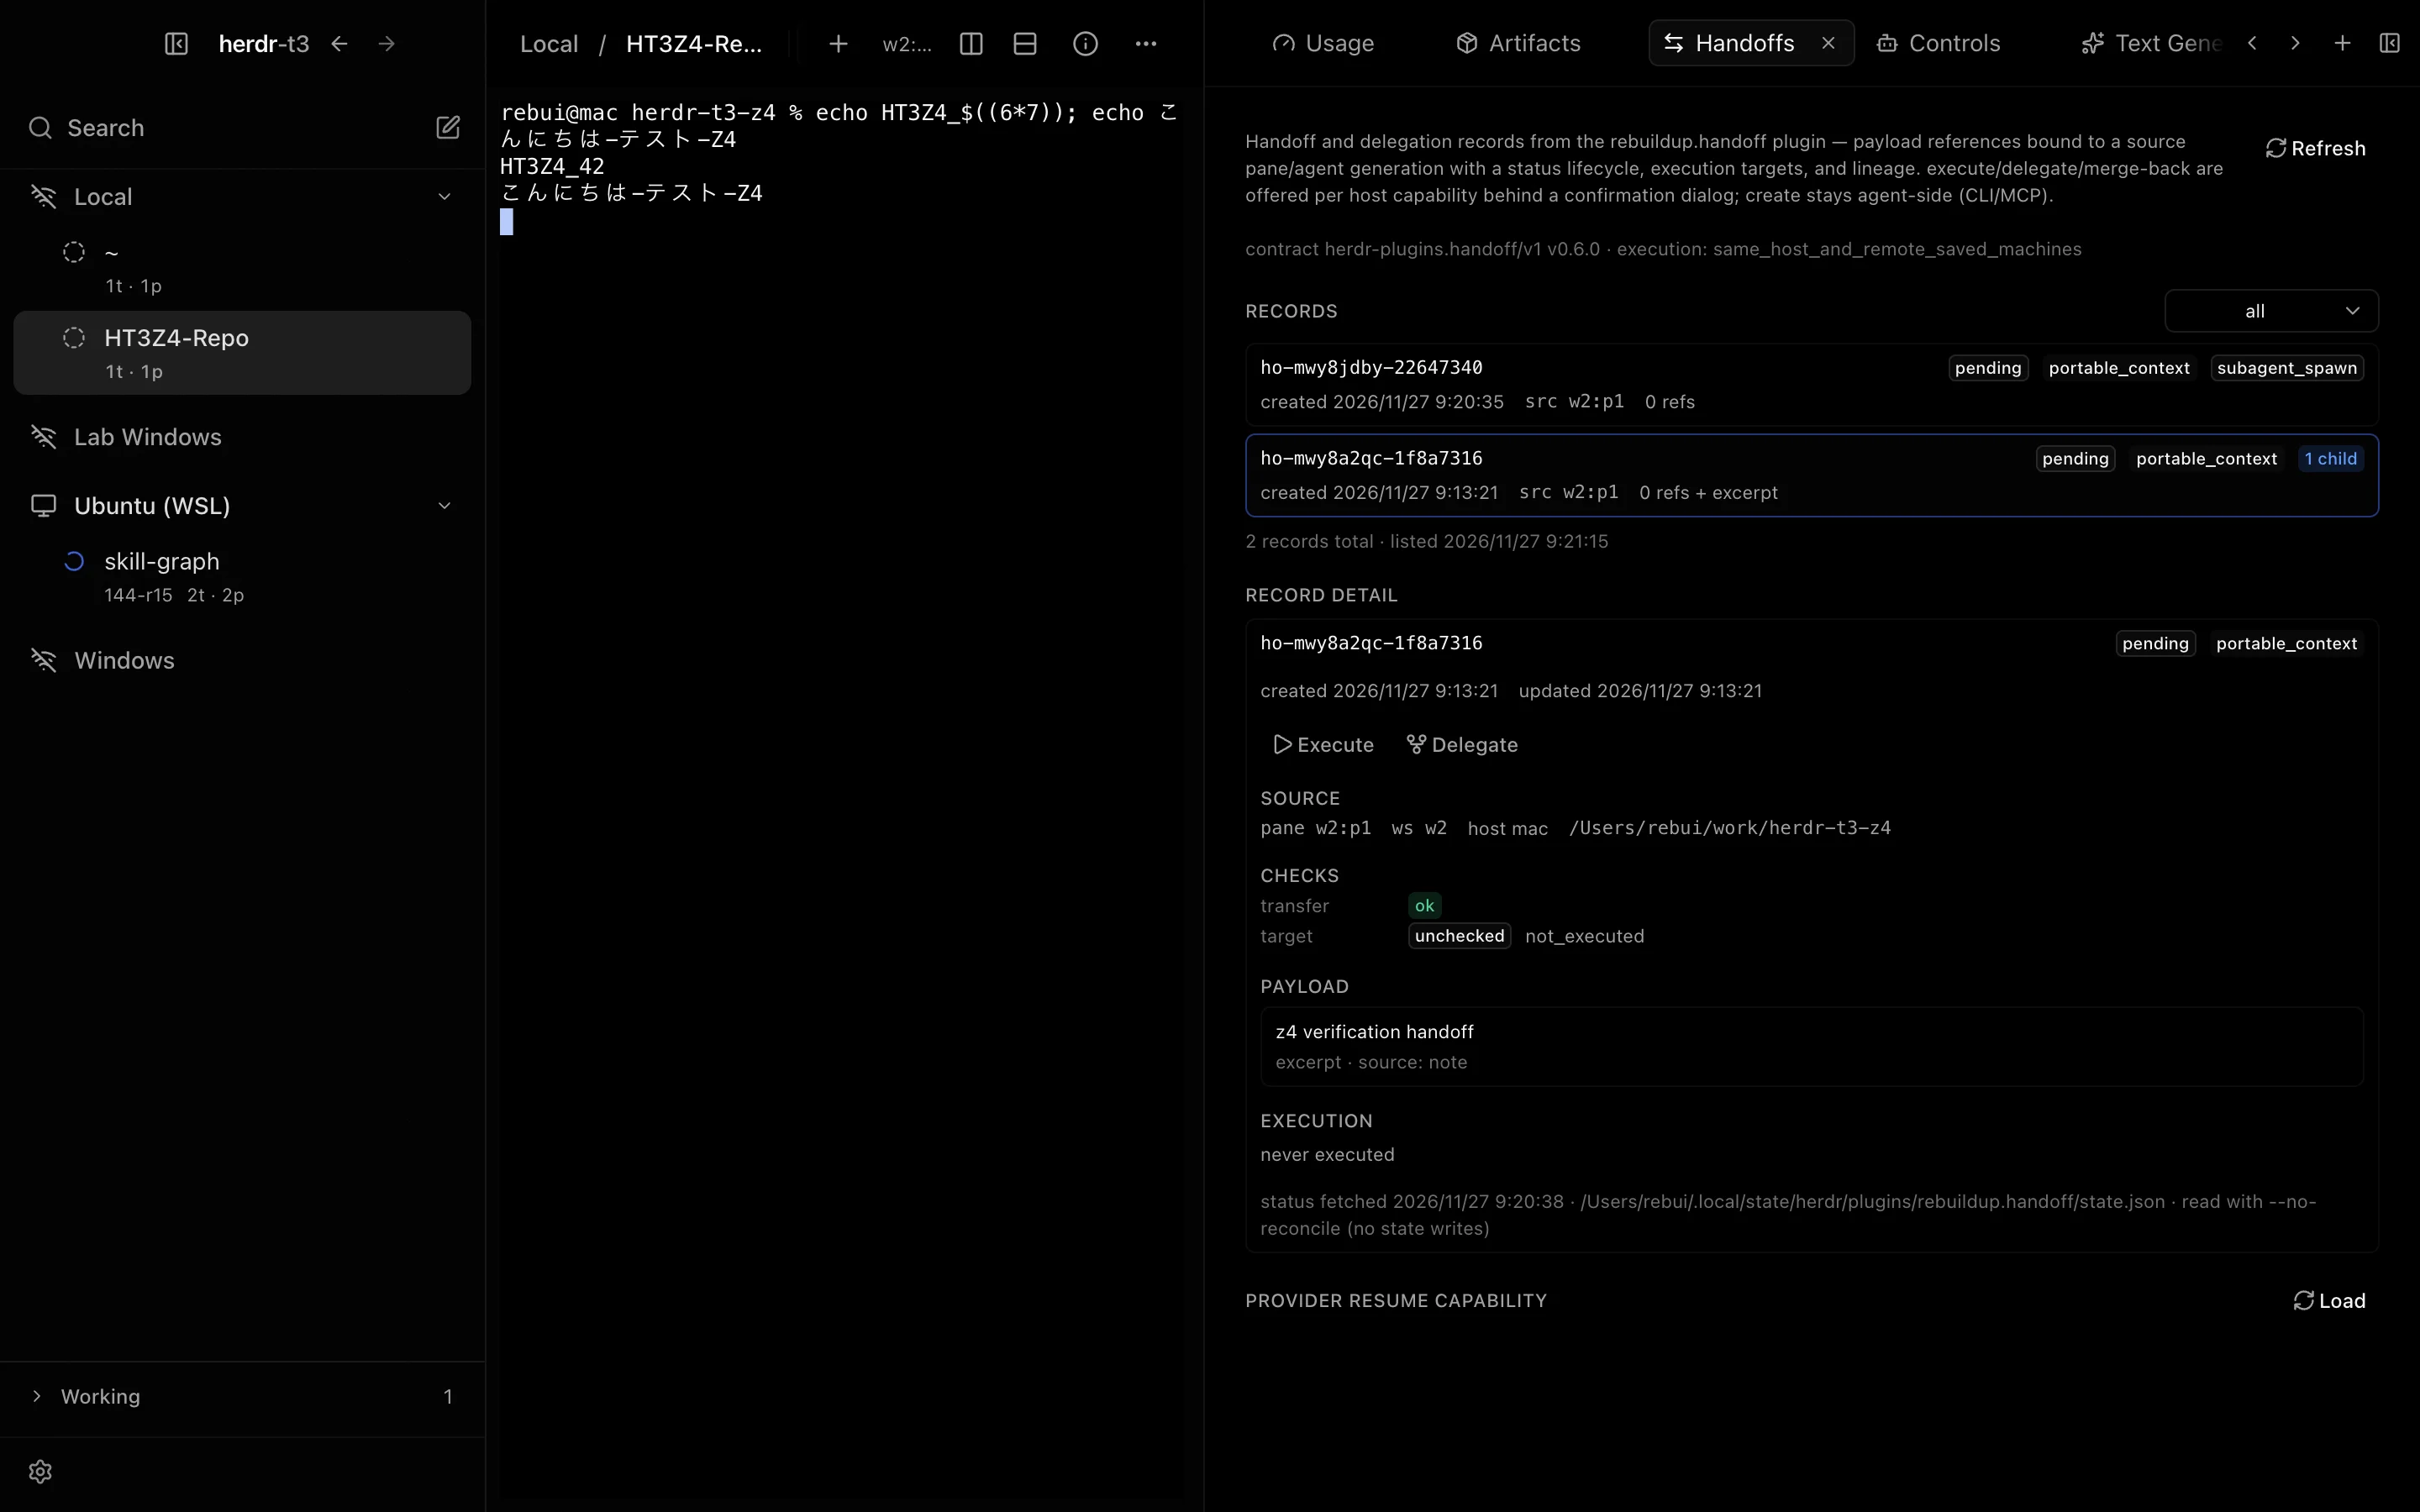 herdr-t3
Search
Local
~
1t · 1p
HT3Z4-Repo
1t · 1p
Lab Windows
Ubuntu (WSL)
skill-graph
144-r15 2t · 2p
Windows
Working 1
Local / HT3Z4-Re... w2:...
rebui@mac herdr-t3-z4 % echo HT3Z4_$((6*7)); echo こ
んにちは-テスト-Z4
HT3Z4_42
こんにちは-テスト-Z4
Usage Artifacts Handoffs Controls Text Gene
Handoff and delegation records from the rebuildup.handoff plugin — payload references bound to a source
pane/agent generation with a status lifecycle, execution targets, and lineage. execute/delegate/merge-back are
offered per host capability behind a confirmation dialog; create stays agent-side (CLI/MCP).
Refresh
contract herdr-plugins.handoff/v1 v0.6.0 · execution: same_host_and_remote_saved_machines
RECORDS all
ho-mwy8jdby-22647340 pending portable_context subagent_spawn
created 2026/11/27 9:20:35 src w2:p1 0 refs
ho-mwy8a2qc-1f8a7316 pending portable_context 1 child
created 2026/11/27 9:13:21 src w2:p1 0 refs + excerpt
2 records total · listed 2026/11/27 9:21:15
RECORD DETAIL
ho-mwy8a2qc-1f8a7316 pending portable_context
created 2026/11/27 9:13:21 updated 2026/11/27 9:13:21
Execute Delegate
SOURCE
pane w2:p1 ws w2 host mac /Users/rebui/work/herdr-t3-z4
CHECKS
transfer ok
target unchecked not_executed
PAYLOAD
z4 verification handoff
excerpt · source: note
EXECUTION
never executed
status fetched 2026/11/27 9:20:38 · /Users/rebui/.local/state/herdr/plugins/rebuildup.handoff/state.json · read with --no-
reconcile (no state writes)
PROVIDER RESUME CAPABILITY Load